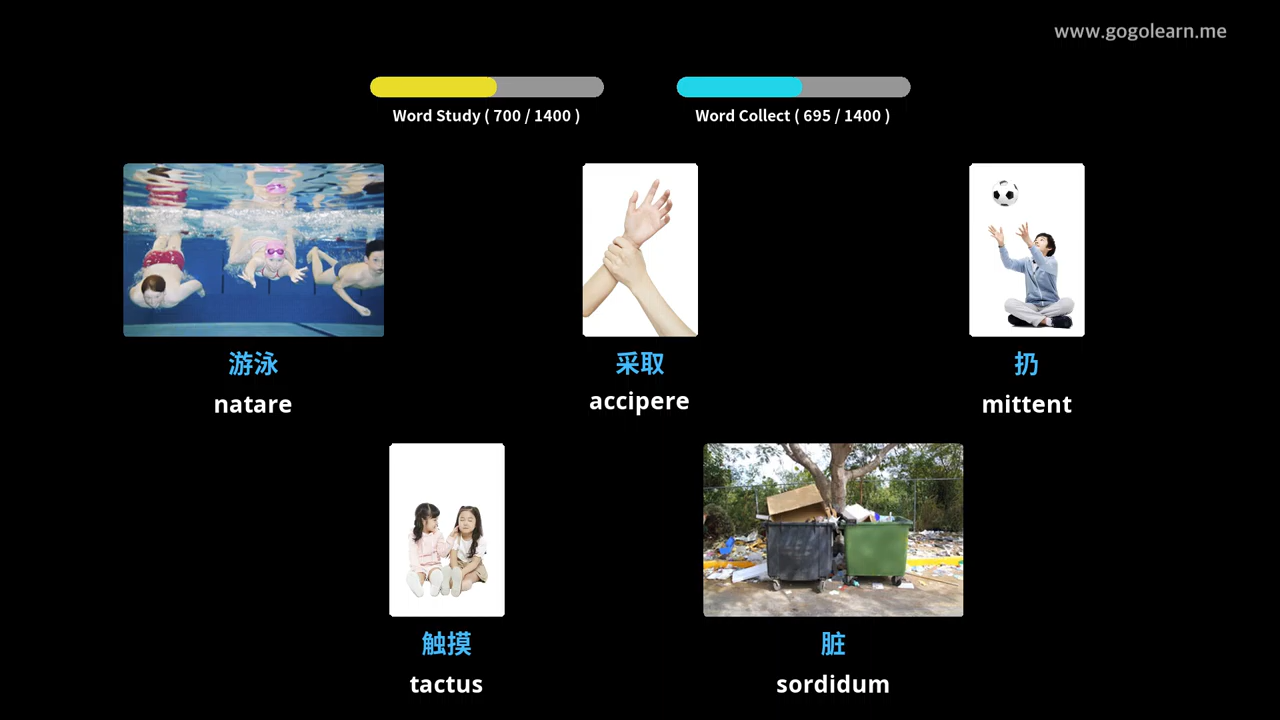 www.gogolearn.me
Word Study ( 700 / 1400 )
Word Collect ( 695 / 1400 )
游泳
natare
采取
accipere
扔
mittent
触摸
tactus
脏
sordidum